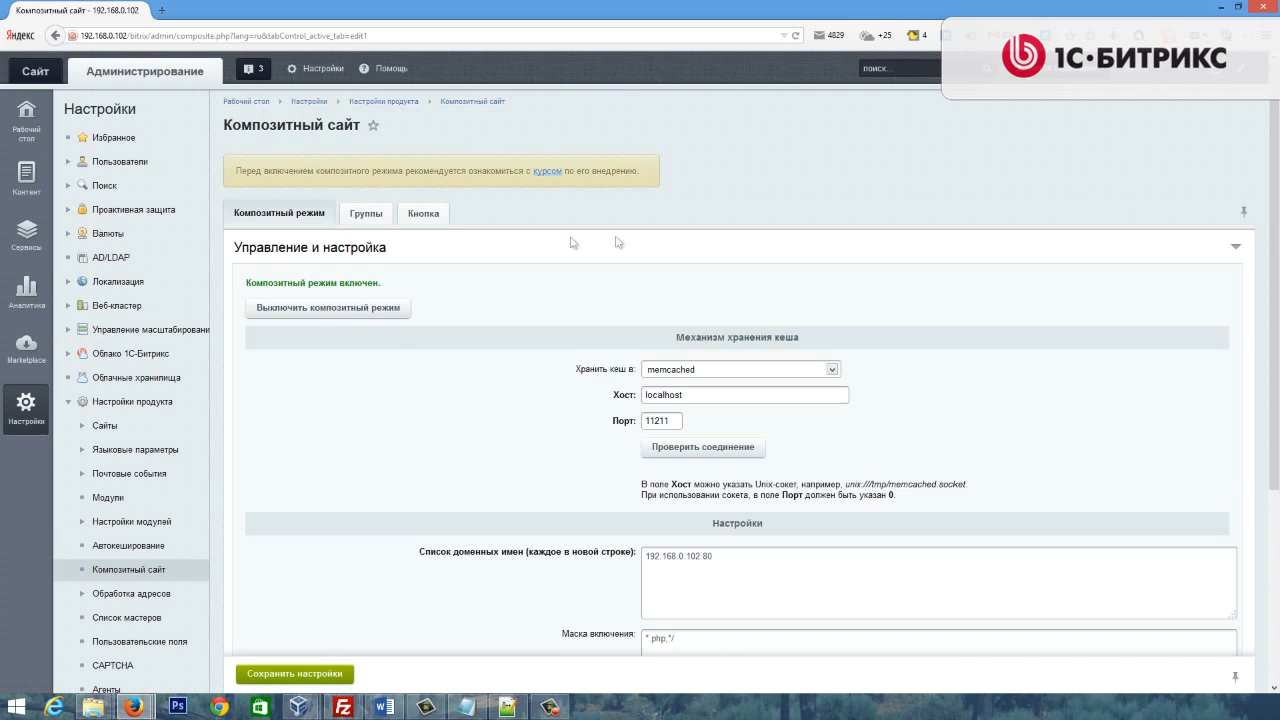 Композитный сайт - 192.168.0.102
Яндекс
192.168.0.102/bitrix/admin/composite.php?lang=ru&tabControl_active_tab=edit1
4829
+25
4
1С·БИТРИКС
Сайт
Администрирование
3
Настройки
Помощь
поиск...
Рабочий стол
Контент
Сервисы
Аналитика
Marketplace
Настройки
Настройки
Избранное
Пользователи
Поиск
Проактивная защита
Валюты
AD/LDAP
Локализация
Веб-кластер
Управление масштабировани
Облако 1С-Битрикс
Облачные хранилища
Настройки продукта
Сайты
Языковые параметры
Почтовые события
Модули
Настройки модулей
Автокеширование
Композитный сайт
Обработка адресов
Список мастеров
Пользовательские поля
CAPTCHA
Агенты
Рабочий стол Настройки Настройки продукта Композитный сайт
Композитный сайт
Перед включением композитного режима рекомендуется ознакомиться с курсом по его внедрению.
Композитный режим
Группы
Кнопка
Управление и настройка
Композитный режим включен.
Выключить композитный режим
Механизм хранения кеша
Хранить кеш в: memcached
Хост: localhost
Порт: 11211
Проверить соединение
В поле Хост можно указать Unix-сокет, например, unix:///tmp/memcached.socket.
При использовании сокета, в поле Порт должен быть указан 0.
Настройки
Список доменных имен (каждое в новой строке): 192.168.0.102:80
Маска включения: *.php;*/
Сохранить настройки